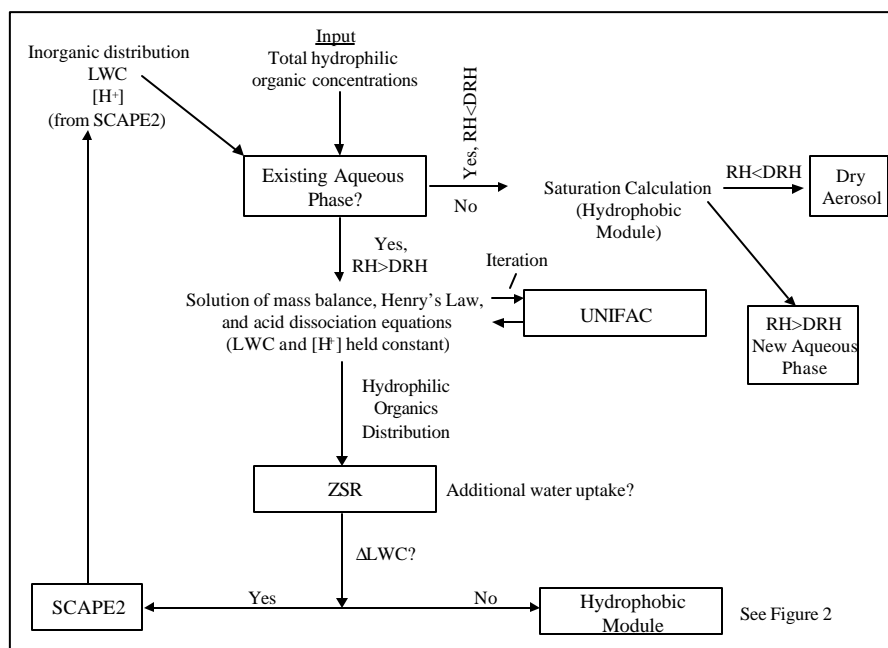 Input
Total hydrophilic
organic concentrations
Inorganic distribution
LWC
[H+]
(from SCAPE2)
Yes, RH<DRH
Existing Aqueous
Phase?
No
Saturation Calculation
(Hydrophobic
Module)
RH<DRH
Dry
Aerosol
Yes,
RH>DRH
Iteration
Solution of mass balance, Henry’s Law,
and acid dissociation equations
(LWC and [H+] held constant)
UNIFAC
RH>DRH
New Aqueous
Phase
Hydrophilic
Organics
Distribution
ZSR
Additional water uptake?
ΔLWC?
SCAPE2
Yes
No
Hydrophobic
Module
See Figure 2